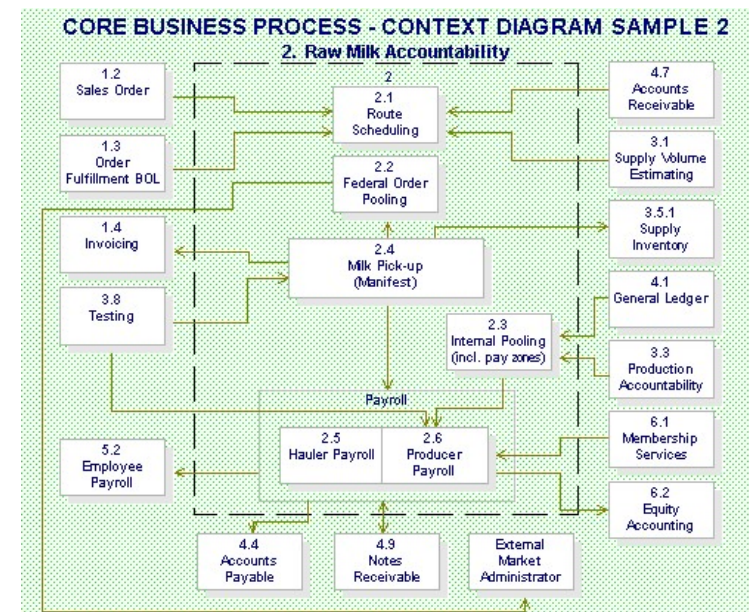 CORE BUSINESS PROCESS - CONTEXT DIAGRAM SAMPLE 2
2. Raw Milk Accountability
1.2
Sales Order
2
2.1
Route
Scheduling
4.7
Accounts
Receivable
1.3
Order
Fulfillment BOL
2.2
Federal Order
Pooling
3.1
Supply Volume
Estimating
1.4
Invoicing
2.4
Milk Pick-up
(Manifest)
3.5.1
Supply
Inventory
3.8
Testing
2.3
Internal Pooling
(incl. pay zones)
4.1
General Ledger
3.3
Production
Accountability
Payroll
2.5
Hauler Payroll
2.6
Producer
Payroll
5.2
Employee
Payroll
6.1
Membership
Services
6.2
Equity
Accounting
4.4
Accounts
Payable
4.9
Notes
Receivable
External
Market
Administrator